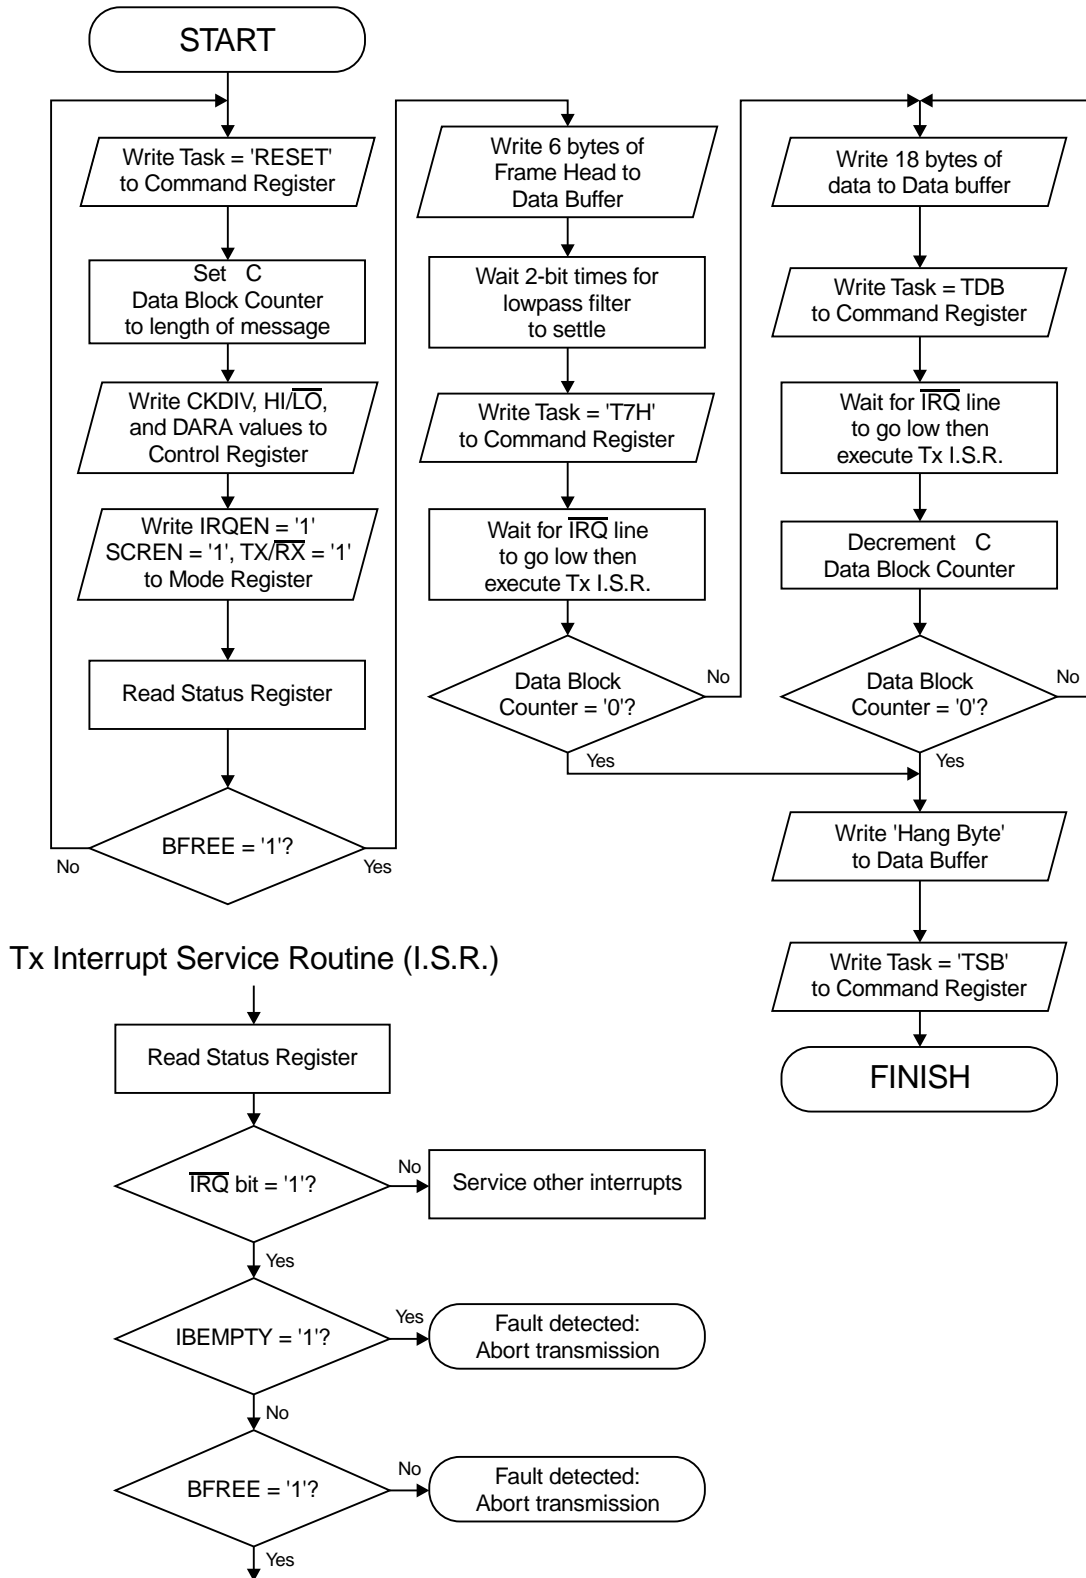 START
Write Task = 'RESET'
to Command Register
Set C
Data Block Counter
to length of message
Write CKDIV, HI/L̅O̅,
and DARA values to
Control Register
Write IRQEN = '1'
SCREN = '1', TX/R̅X̅ = '1'
to Mode Register
Read Status Register
BFREE = '1'?
No
Yes
Write 6 bytes of
Frame Head to
Data Buffer
Wait 2-bit times for
lowpass filter
to settle
Write Task = 'T7H'
to Command Register
Wait for I̅R̅Q̅ line
to go low then
execute Tx I.S.R.
Data Block
Counter = '0'?
No
Yes
Write 18 bytes of
data to Data buffer
Write Task = TDB
to Command Register
Wait for I̅R̅Q̅ line
to go low then
execute Tx I.S.R.
Decrement C
Data Block Counter
Data Block
Counter = '0'?
No
Yes
Write 'Hang Byte'
to Data Buffer
Write Task = 'TSB'
to Command Register
FINISH
Tx Interrupt Service Routine (I.S.R.)
Read Status Register
I̅R̅Q̅ bit = '1'?
No
Service other interrupts
Yes
IBEMPTY = '1'?
Yes
Fault detected:
Abort transmission
No
BFREE = '1'?
No
Fault detected:
Abort transmission
Yes